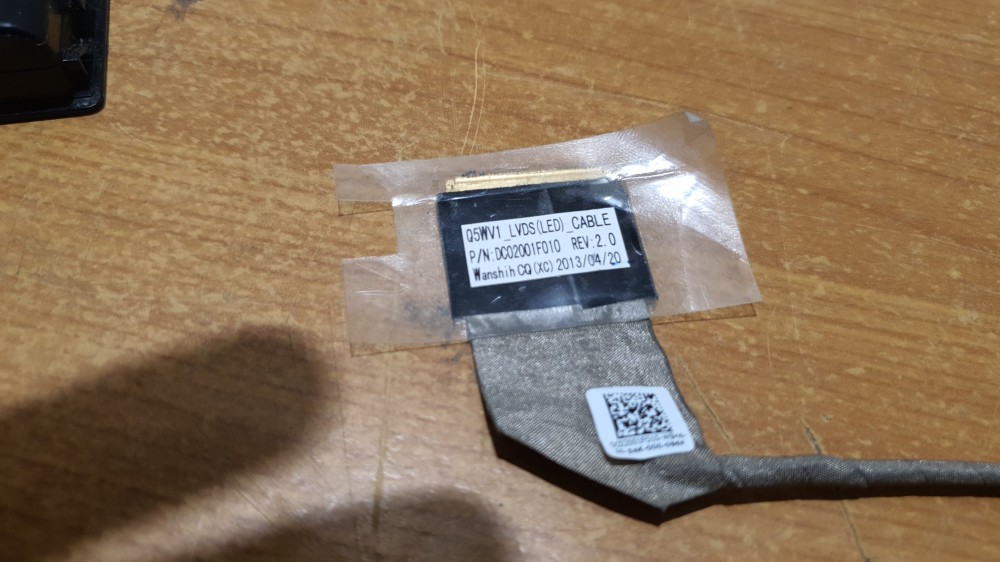 Q5WV1_LVDS(LED)_CABLE
P/N:DC02001F010 REV:2.0
Wanshih CQ(XC) 2013/04/20